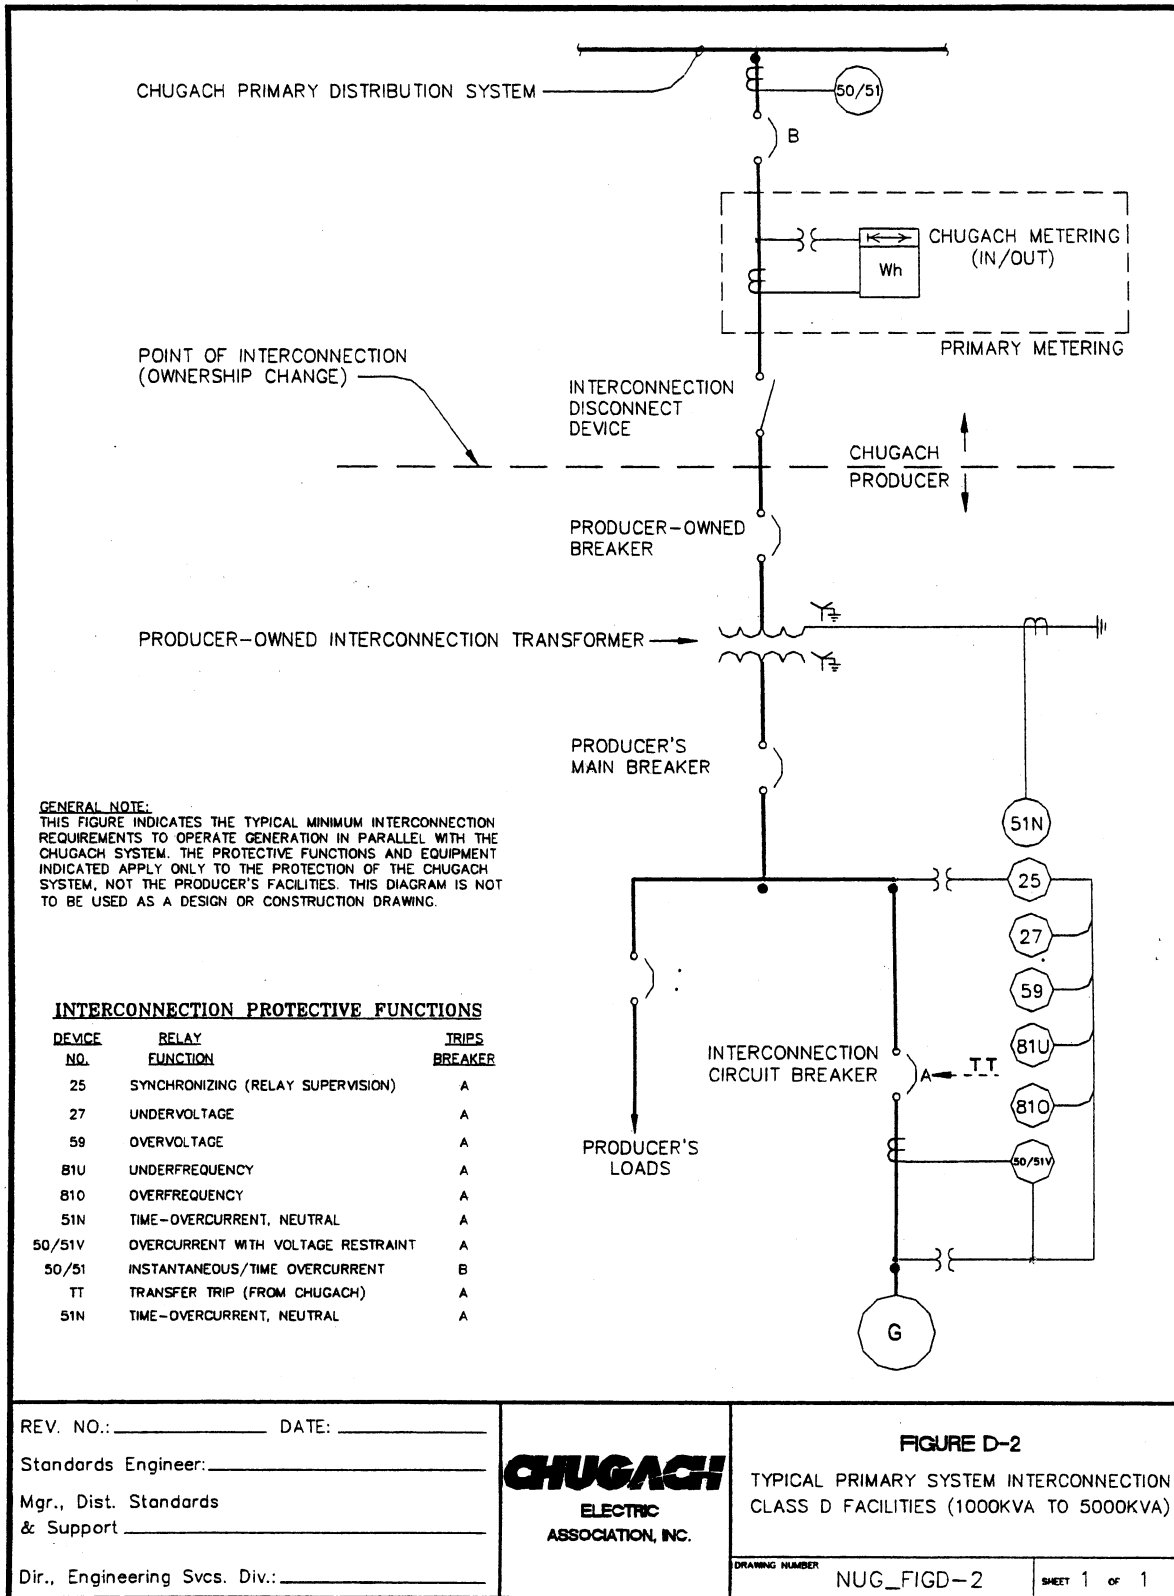 CHUGACH PRIMARY DISTRIBUTION SYSTEM
50/51
B
CHUGACH METERING
(IN/OUT)
Wh
PRIMARY METERING
POINT OF INTERCONNECTION
(OWNERSHIP CHANGE)
INTERCONNECTION
DISCONNECT
DEVICE
CHUGACH
PRODUCER
PRODUCER-OWNED
BREAKER
PRODUCER-OWNED INTERCONNECTION TRANSFORMER
PRODUCER'S
MAIN BREAKER
51N
GENERAL NOTE:
THIS FIGURE INDICATES THE TYPICAL MINIMUM INTERCONNECTION
REQUIREMENTS TO OPERATE GENERATION IN PARALLEL WITH THE
CHUGACH SYSTEM. THE PROTECTIVE FUNCTIONS AND EQUIPMENT
INDICATED APPLY ONLY TO THE PROTECTION OF THE CHUGACH
SYSTEM, NOT THE PRODUCER'S FACILITIES. THIS DIAGRAM IS NOT
TO BE USED AS A DESIGN OR CONSTRUCTION DRAWING.
25
27
59
81U
81O
50/51V
INTERCONNECTION
CIRCUIT BREAKER
A
TT
PRODUCER'S
LOADS
G
INTERCONNECTION PROTECTIVE FUNCTIONS
DEVICE RELAY TRIPS
NO. FUNCTION BREAKER
25 SYNCHRONIZING (RELAY SUPERVISION) A
27 UNDERVOLTAGE A
59 OVERVOLTAGE A
81U UNDERFREQUENCY A
81O OVERFREQUENCY A
51N TIME-OVERCURRENT, NEUTRAL A
50/51V OVERCURRENT WITH VOLTAGE RESTRAINT A
50/51 INSTANTANEOUS/TIME OVERCURRENT B
TT TRANSFER TRIP (FROM CHUGACH) A
51N TIME-OVERCURRENT, NEUTRAL A
REV. NO.: DATE:
Standards Engineer:
Mgr., Dist. Standards
& Support
Dir., Engineering Svcs. Div.:
CHUGACH
ELECTRIC
ASSOCIATION, INC.
FIGURE D-2
TYPICAL PRIMARY SYSTEM INTERCONNECTION
CLASS D FACILITIES (1000KVA TO 5000KVA)
DRAWING NUMBER
NUG_FIGD-2
SHEET 1 OF 1